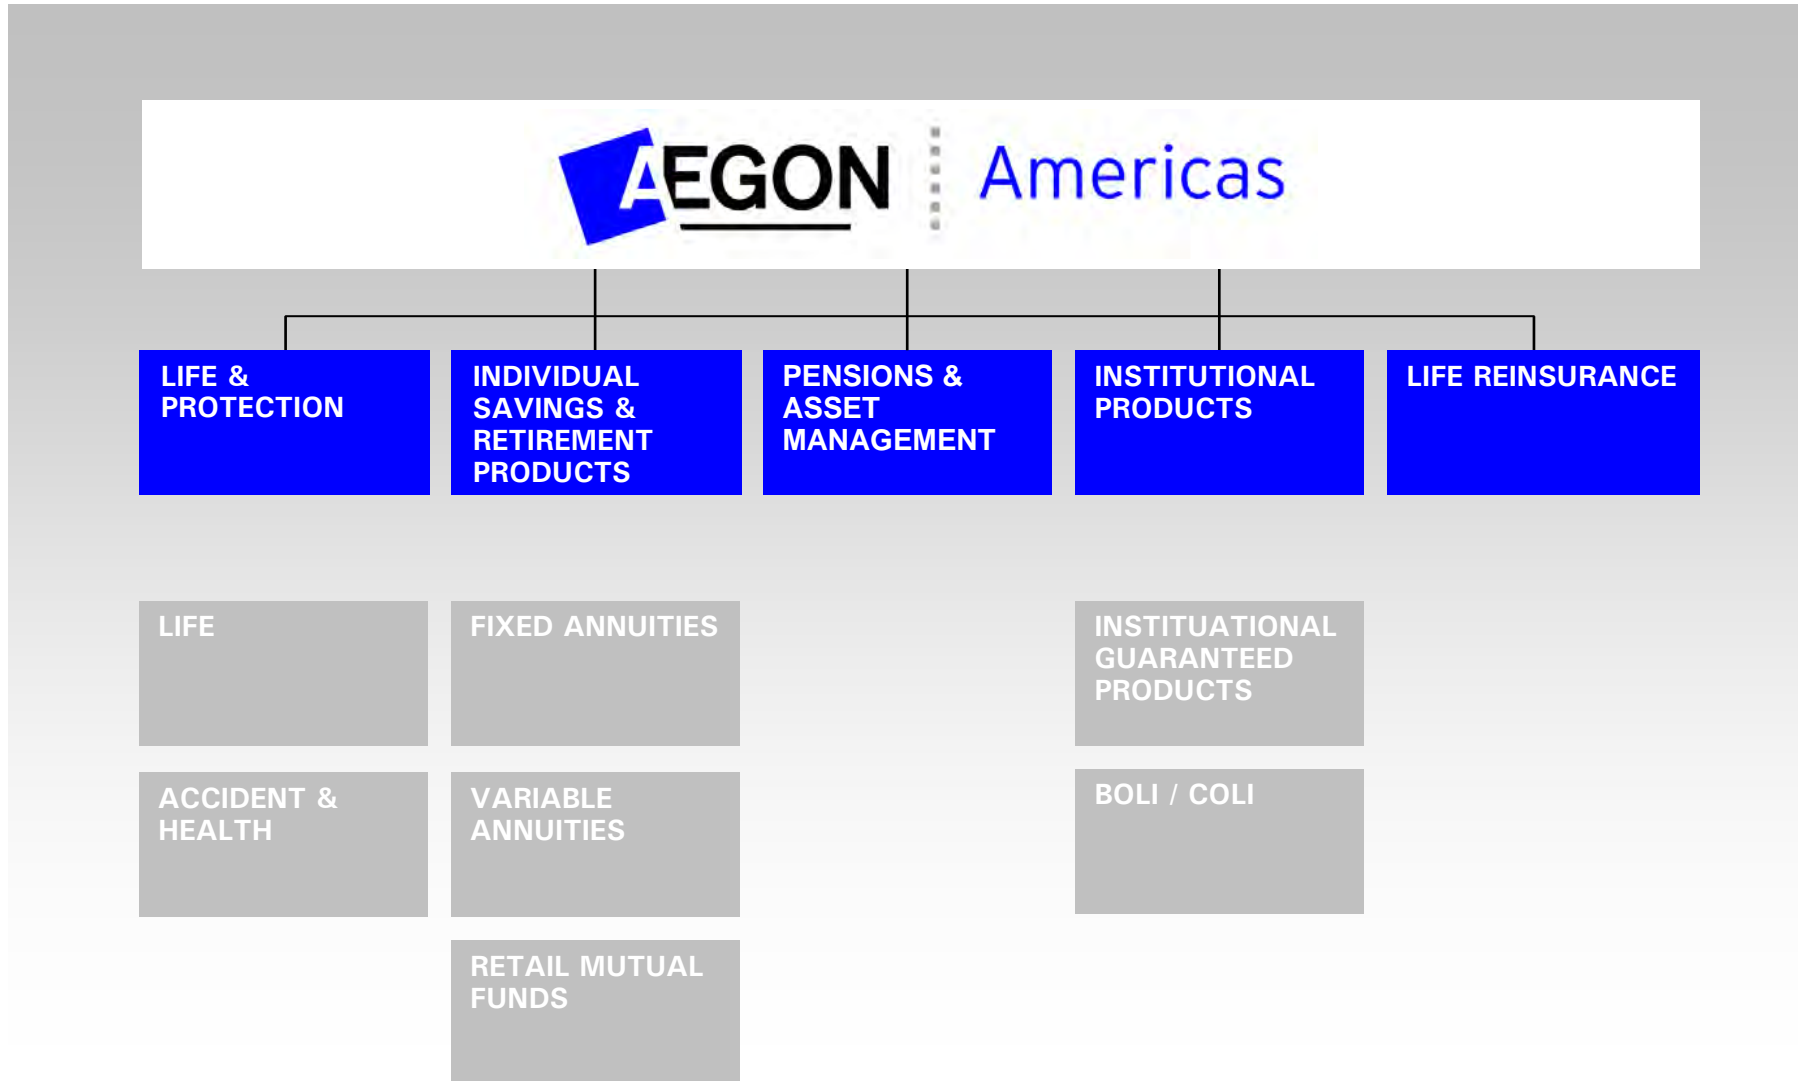 AEGON Americas
LIFE &
PROTECTION
INDIVIDUAL
SAVINGS &
RETIREMENT
PRODUCTS
PENSIONS &
ASSET
MANAGEMENT
INSTITUTIONAL
PRODUCTS
LIFE REINSURANCE
LIFE
ACCIDENT &
HEALTH
FIXED ANNUITIES
VARIABLE
ANNUITIES
RETAIL MUTUAL
FUNDS
INSTITUATIONAL
GUARANTEED
PRODUCTS
BOLI / COLI